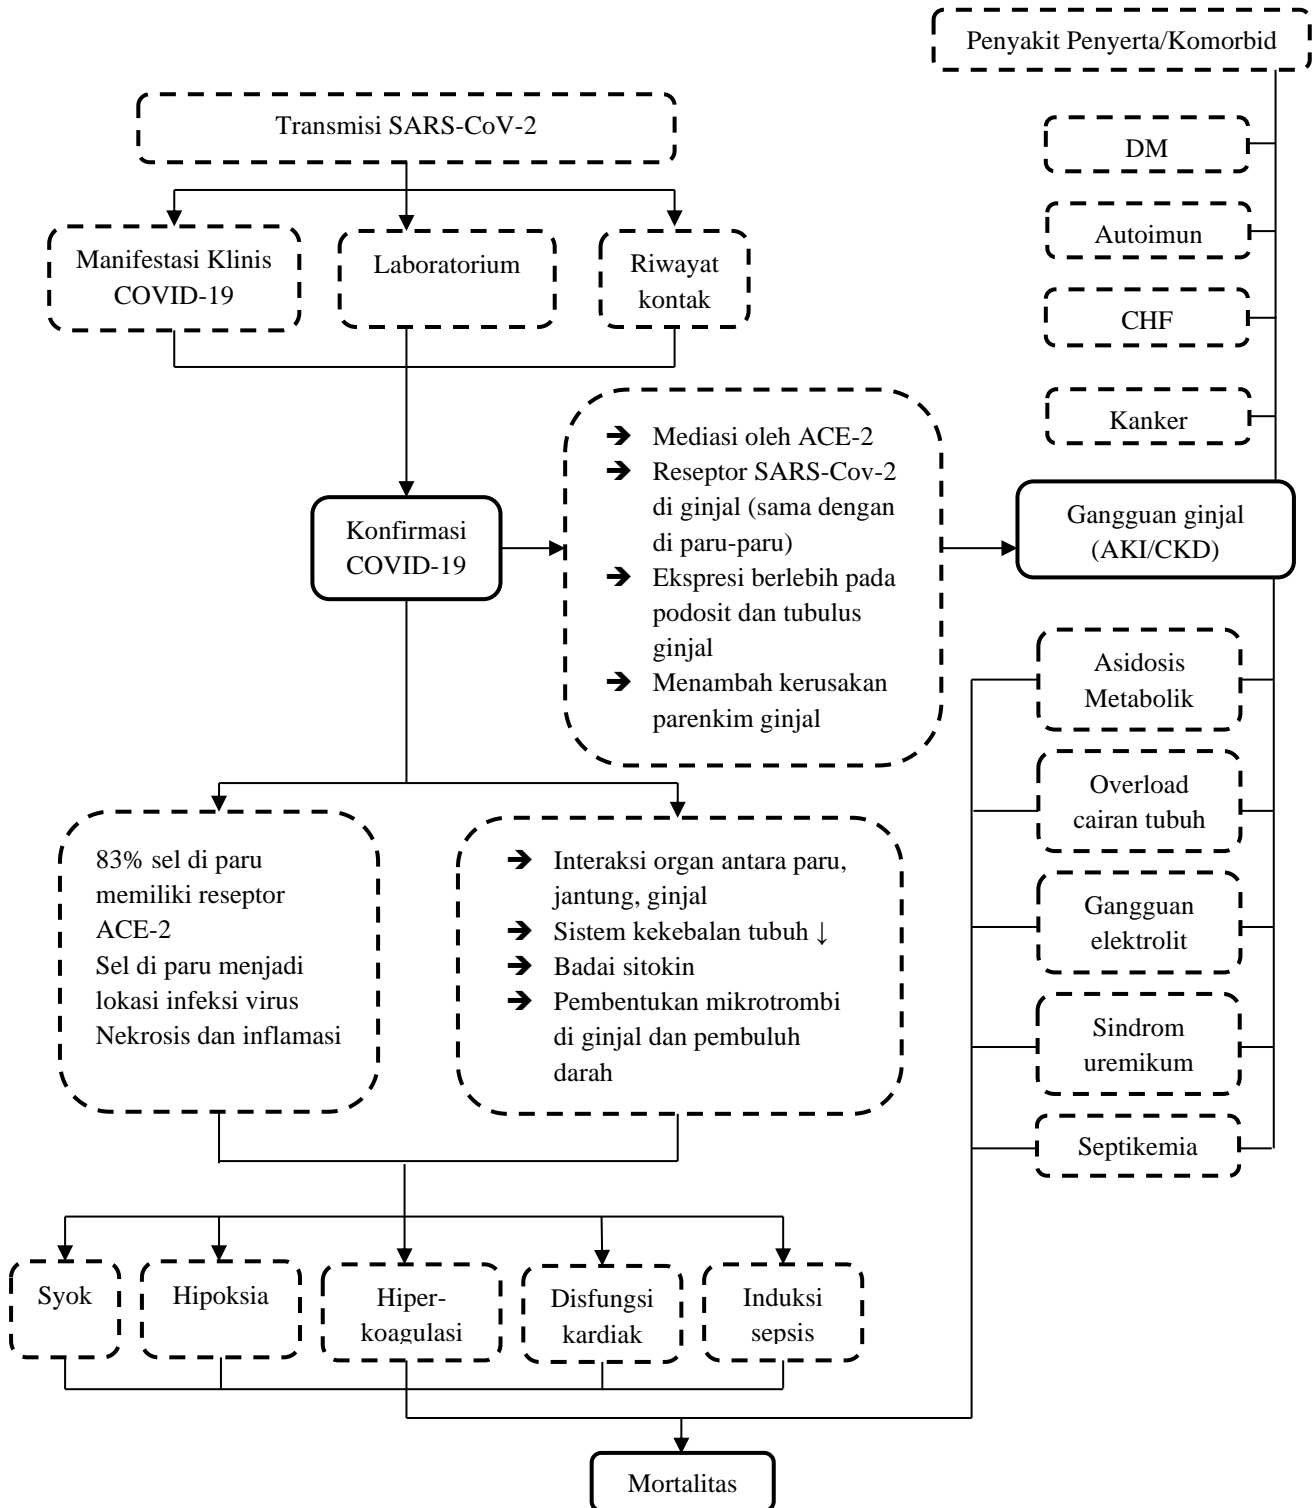 Penyakit Penyerta/Komorbid
Transmisi SARS-CoV-2
DM
Autoimun
CHF
Kanker
Manifestasi Klinis
COVID-19
Laboratorium
Riwayat
kontak
➔ Mediasi oleh ACE-2
➔ Reseptor SARS-Cov-2
di ginjal (sama dengan
di paru-paru)
➔ Ekspresi berlebih pada
podosit dan tubulus
ginjal
➔ Menambah kerusakan
parenkim ginjal
Konfirmasi
COVID-19
Gangguan ginjal
(AKI/CKD)
Asidosis
Metabolik
Overload
cairan tubuh
Gangguan
elektrolit
Sindrom
uremikum
Septikemia
83% sel di paru
memiliki reseptor
ACE-2
Sel di paru menjadi
lokasi infeksi virus
Nekrosis dan inflamasi
➔ Interaksi organ antara paru,
jantung, ginjal
➔ Sistem kekebalan tubuh ↓
➔ Badai sitokin
➔ Pembentukan mikrotrombi
di ginjal dan pembuluh
darah
Syok
Hipoksia
Hiper-
koagulasi
Disfungsi
kardiak
Induksi
sepsis
Mortalitas